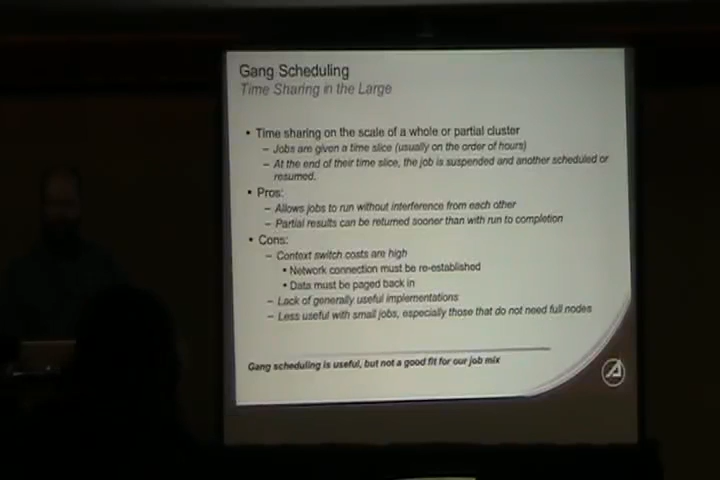 Gang Scheduling
Time Sharing in the Large
• Time sharing on the scale of a whole or partial cluster
– Jobs are given a time slice (usually on the order of hours)
– At the end of their time slice, the job is suspended and another scheduled or
resumed.
• Pros:
– Allows jobs to run without interference from each other
– Partial results can be returned sooner than with run to completion
• Cons:
– Context switch costs are high
• Network connection must be re-established
• Data must be paged back in
– Lack of generally useful implementations
– Less useful with small jobs, especially those that do not need full nodes
Gang scheduling is useful, but not a good fit for our job mix